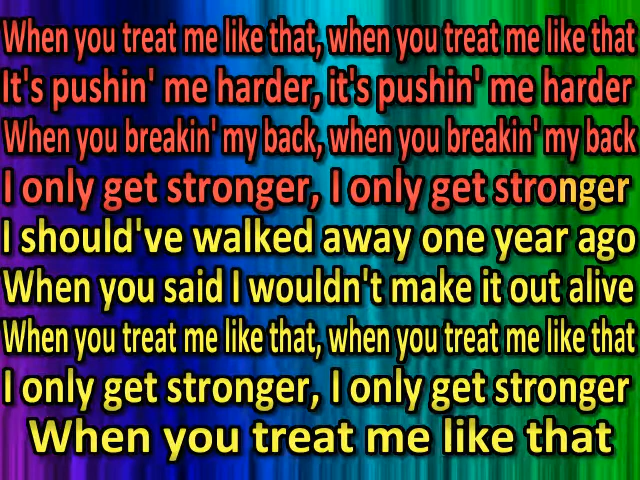 When you treat me like that, when you treat me like that
It's pushin' me harder, it's pushin' me harder
When you breakin' my back, when you breakin' my back
I only get stronger, I only get stronger
I should've walked away one year ago
When you said I wouldn't make it out alive
When you treat me like that, when you treat me like that
I only get stronger, I only get stronger
When you treat me like that